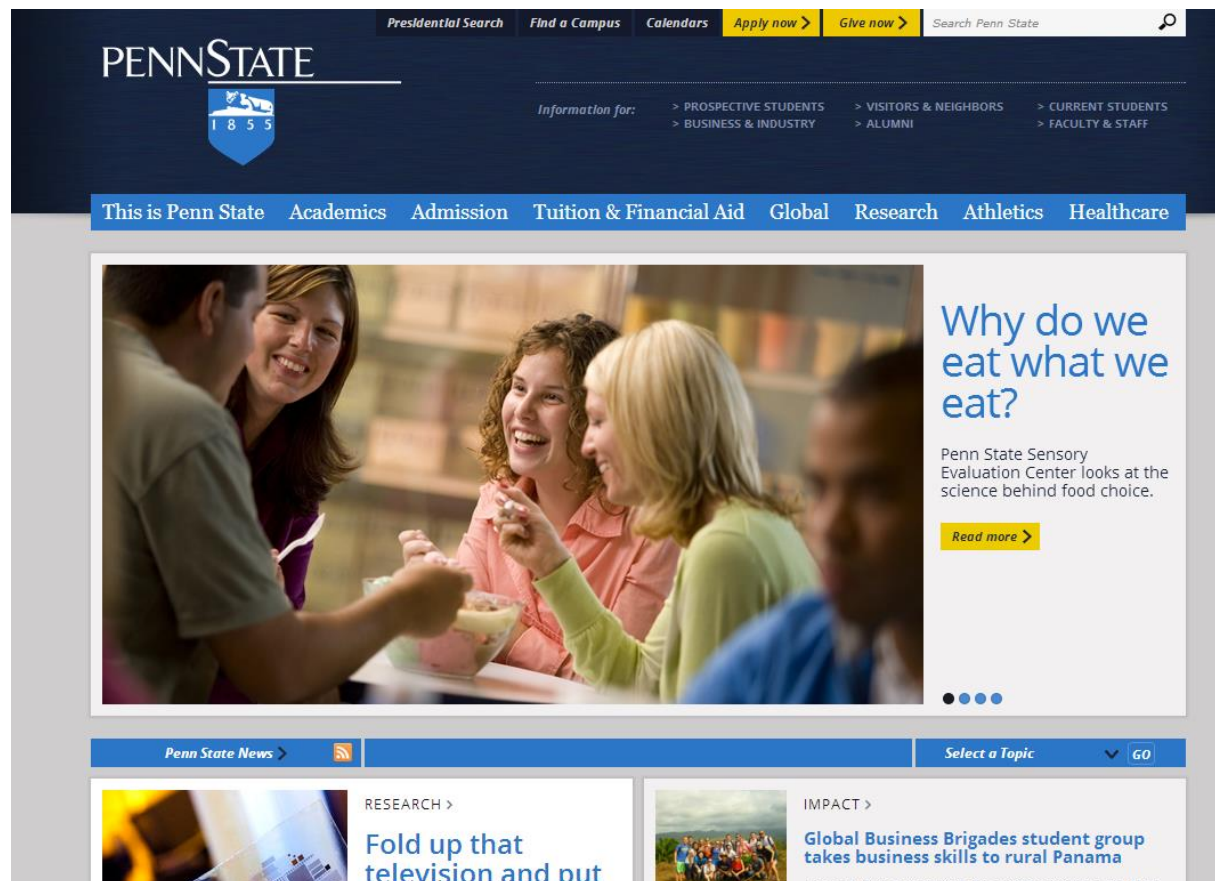 Presidential Search Find a Campus Calendars Apply now Give now Search Penn State
PENNSTATE
1855
Information for: > PROSPECTIVE STUDENTS > VISITORS & NEIGHBORS > CURRENT STUDENTS
> BUSINESS & INDUSTRY > ALUMNI > FACULTY & STAFF
This is Penn State Academics Admission Tuition & Financial Aid Global Research Athletics Healthcare
Why do we
eat what we
eat?
Penn State Sensory
Evaluation Center looks at the
science behind food choice.
Read more
Penn State News Select a Topic GO
RESEARCH >
Fold up that
television and put
IMPACT >
Global Business Brigades student group
takes business skills to rural Panama